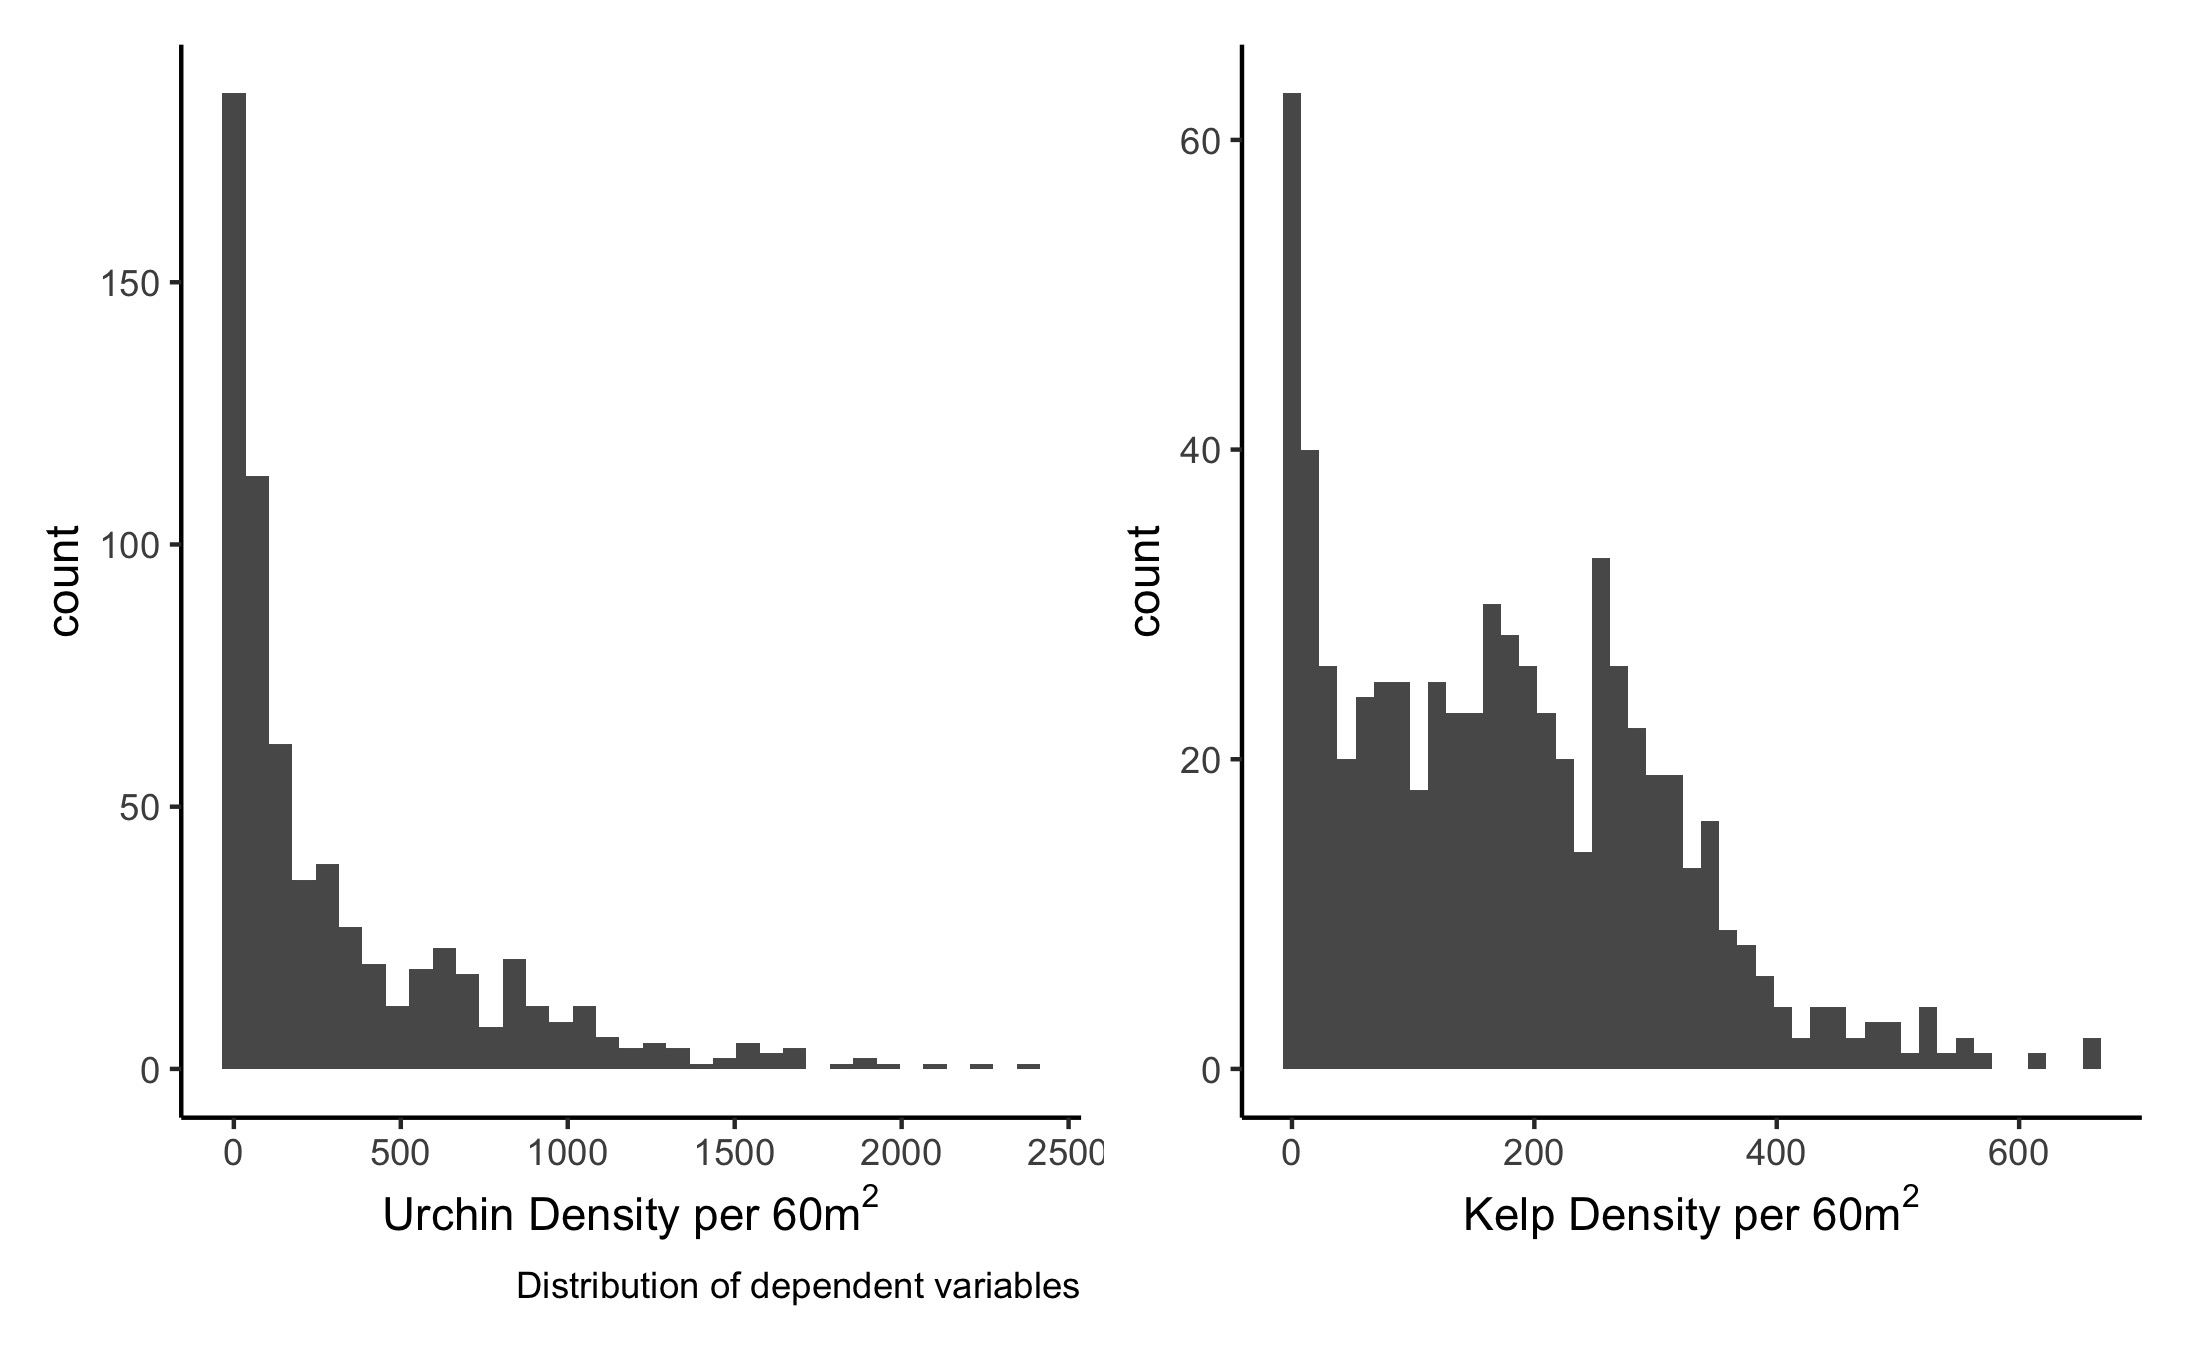 count
150
100
50
0
0 500 1000 1500 2000 2500
Urchin Density per 60m²
Distribution of dependent variables
count
60
40
20
0
0 200 400 600
Kelp Density per 60m²